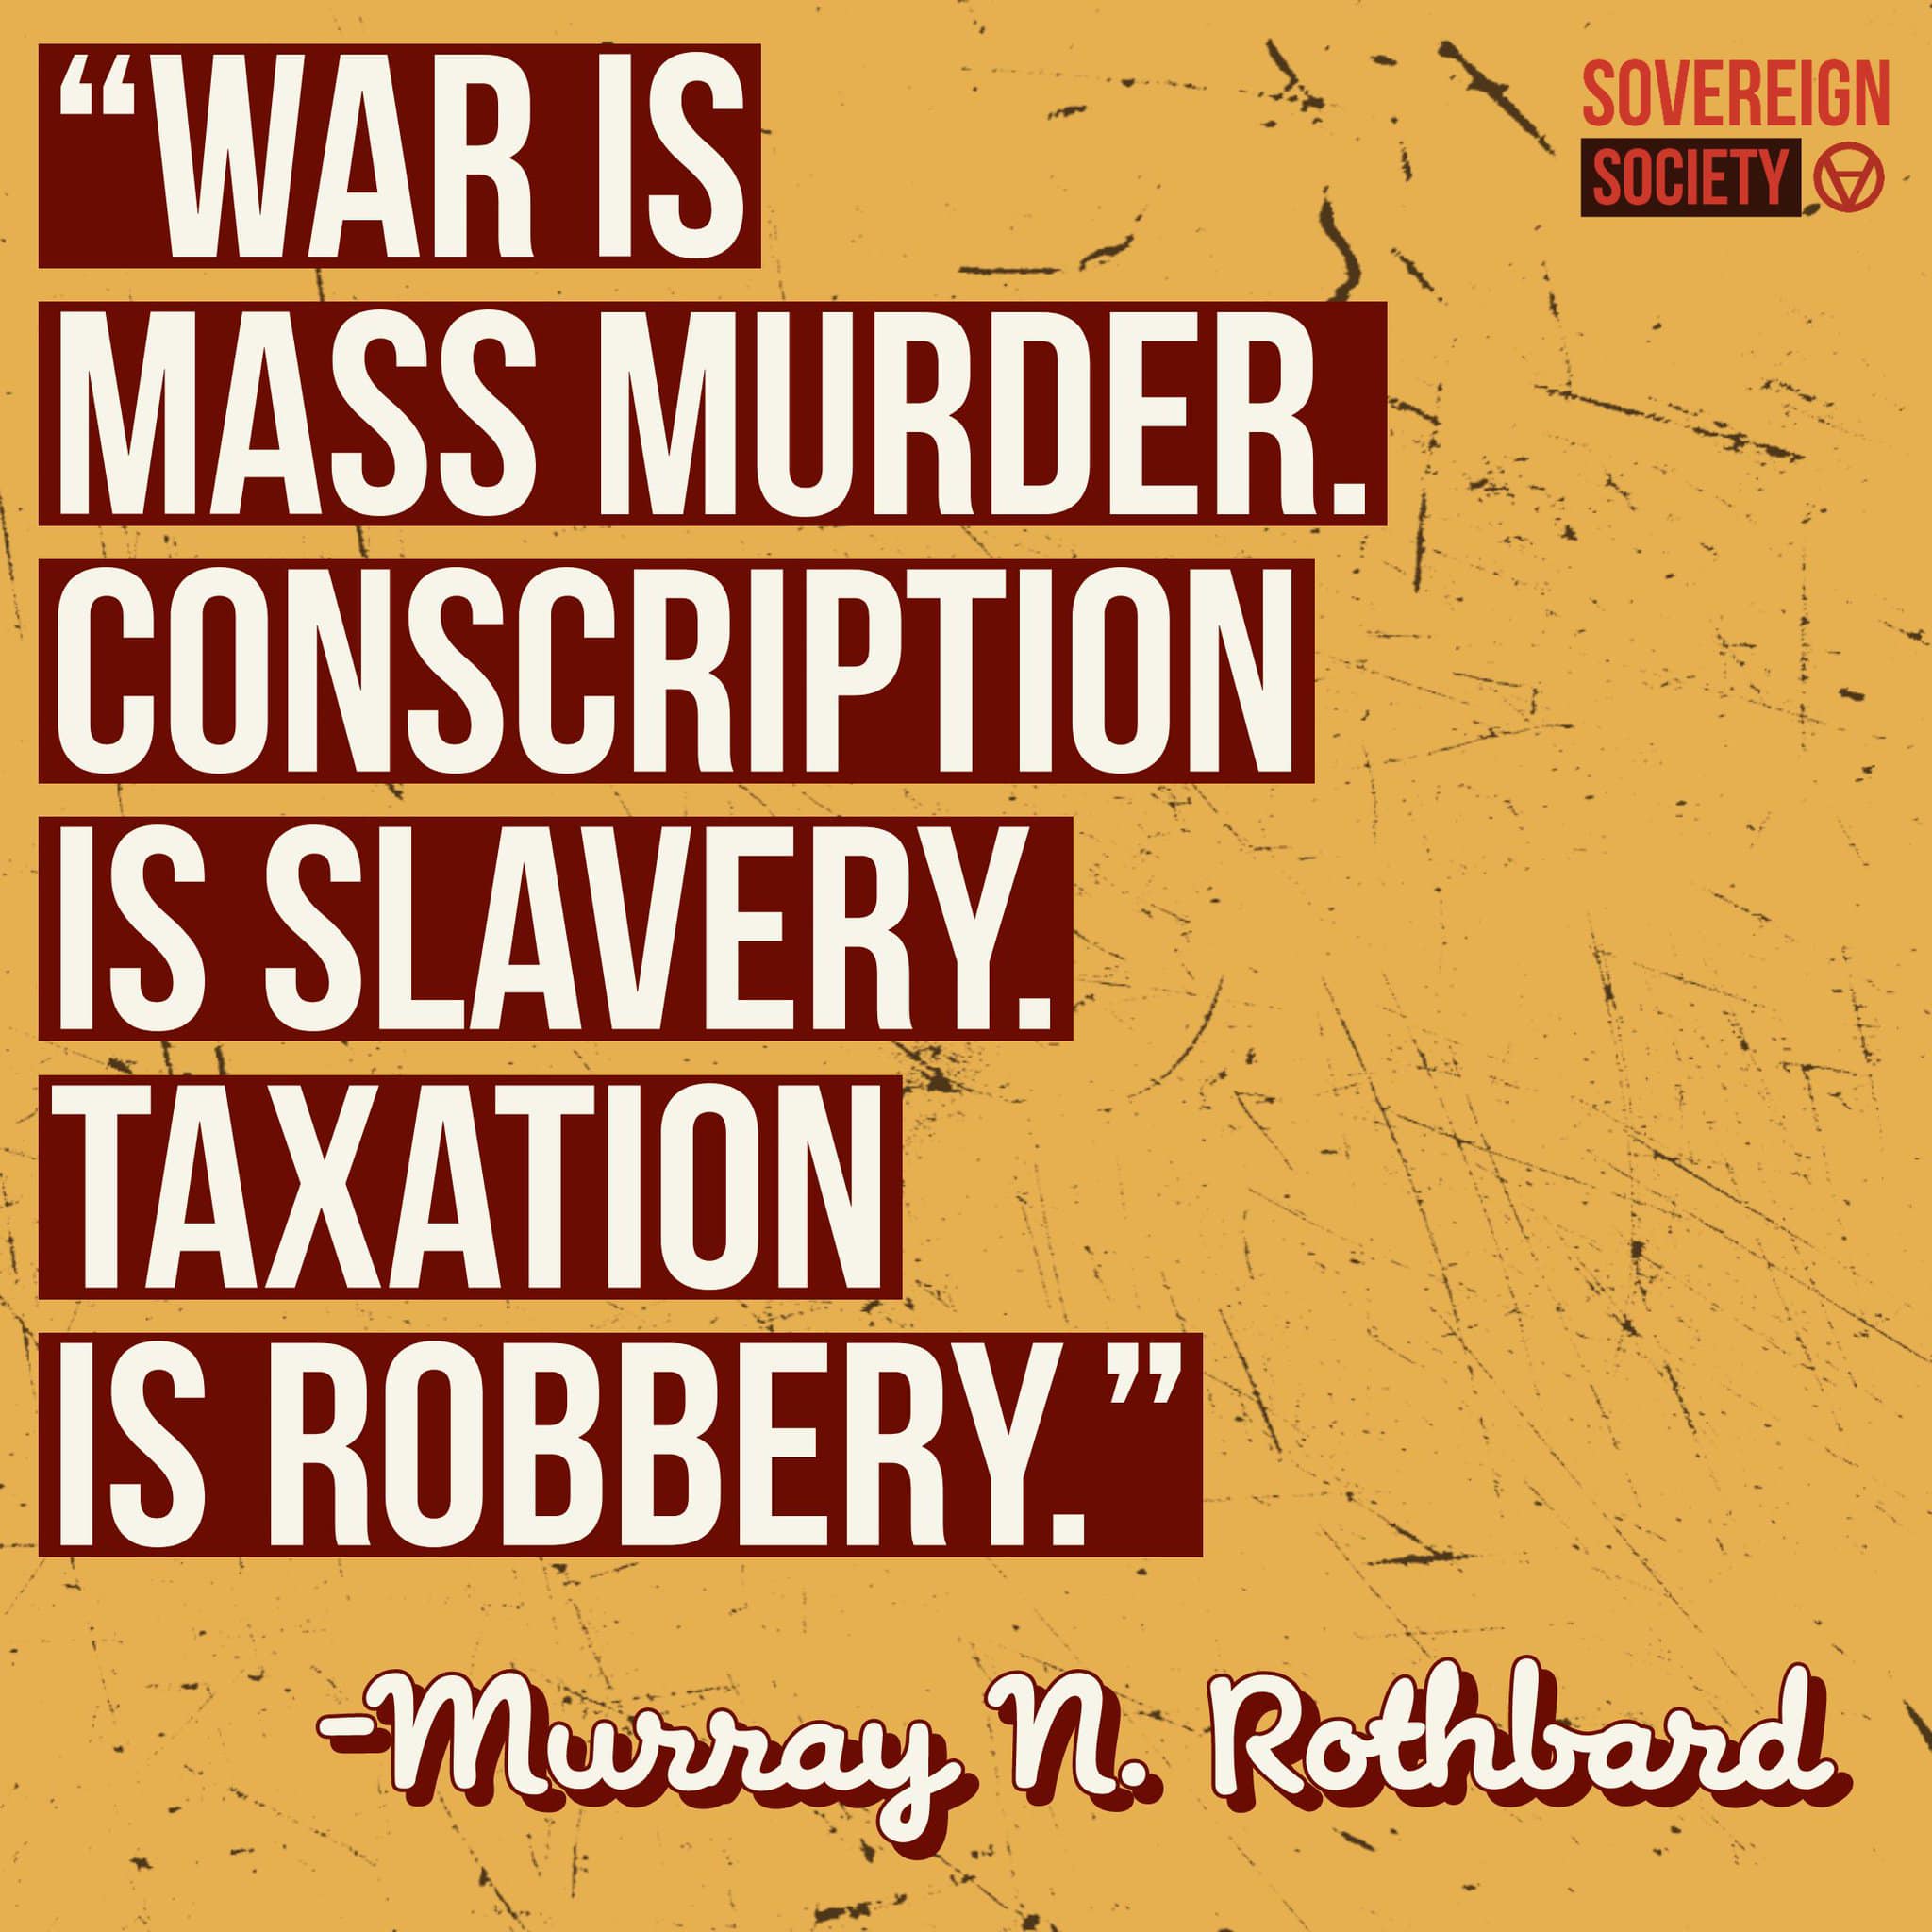 “WAR IS
MASS MURDER.
CONSCRIPTION
IS SLAVERY.
TAXATION
IS ROBBERY.”
-Murray N. Rothbard
SOVEREIGN
SOCIETY